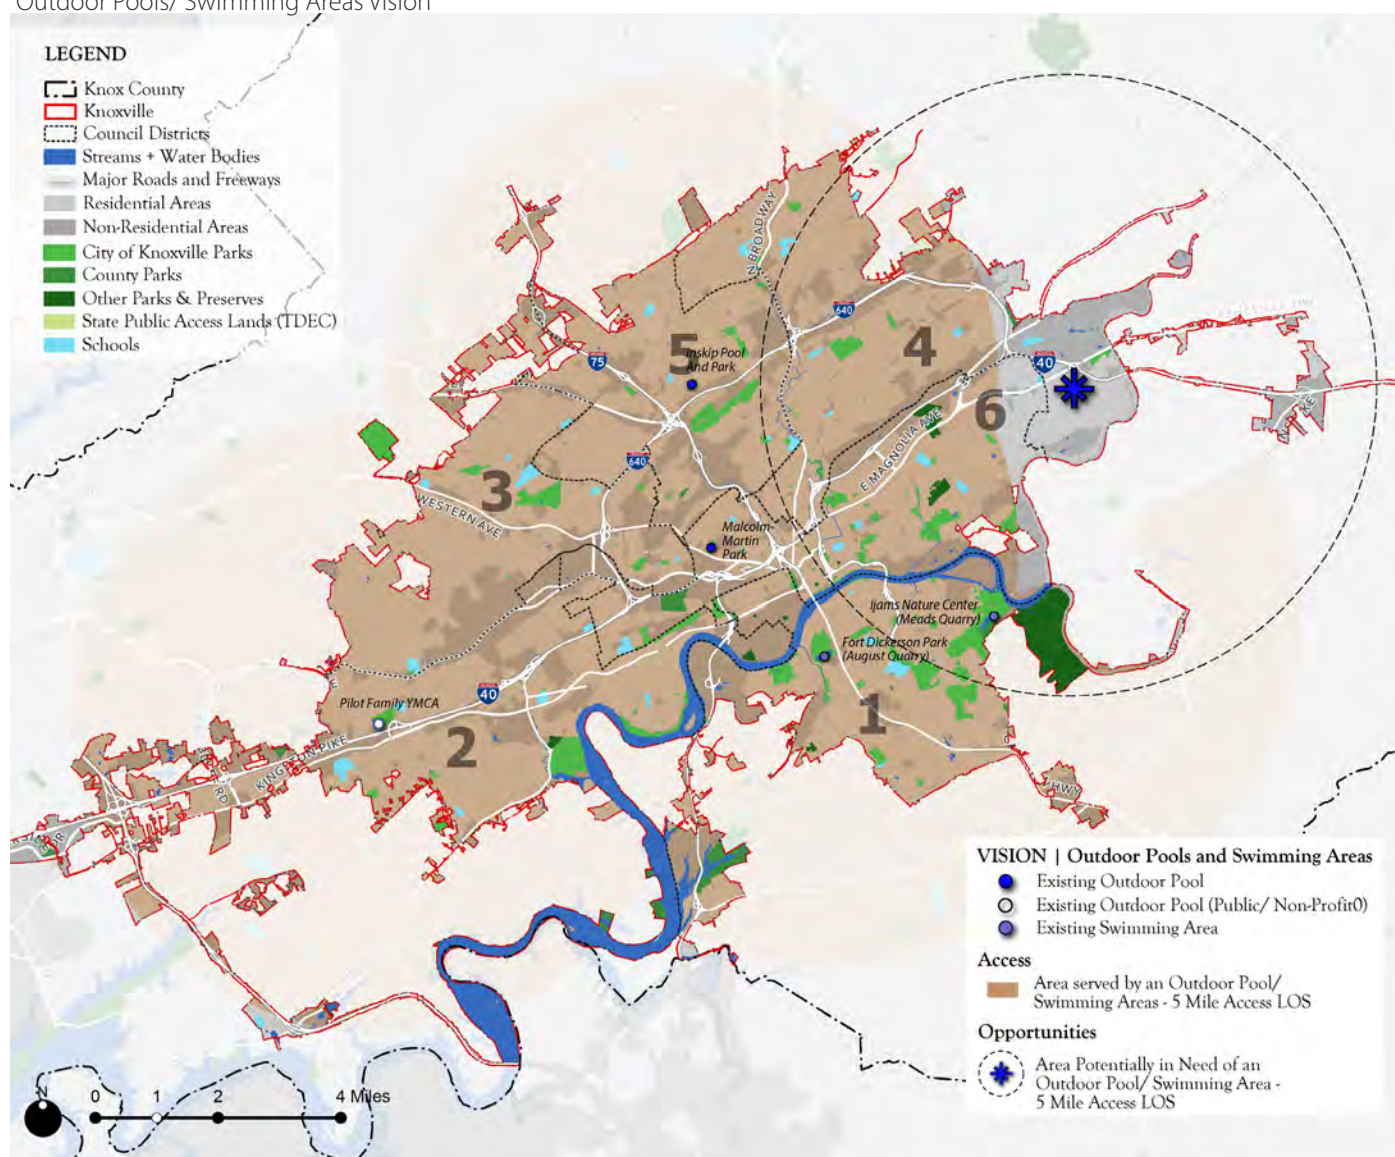 Outdoor Pools/ Swimming Areas Vision
LEGEND
Knox County
Knoxville
Council Districts
Streams + Water Bodies
Major Roads and Freeways
Residential Areas
Non-Residential Areas
City of Knoxville Parks
County Parks
Other Parks & Preserves
State Public Access Lands (TDEC)
Schools
N BROADWAY
640
4
5
75
Inskip Pool
And Park
40
6
E MAGNOLIA AVE
640
3
WESTERN AVE
Malcolm-
Martin
Park
Ijams Nature Center
(Meads Quarry)
Fort Dickerson Park
(August Quarry)
40
Pilot Family YMCA
1
2
KINGSTON PIKE
RD
HWY
VISION | Outdoor Pools and Swimming Areas
Existing Outdoor Pool
Existing Outdoor Pool (Public/ Non-Profit0)
Existing Swimming Area
Access
Area served by an Outdoor Pool/
Swimming Areas - 5 Mile Access LOS
Opportunities
Area Potentially in Need of an
Outdoor Pool/ Swimming Area -
5 Mile Access LOS
N
0 1 2 4 Miles